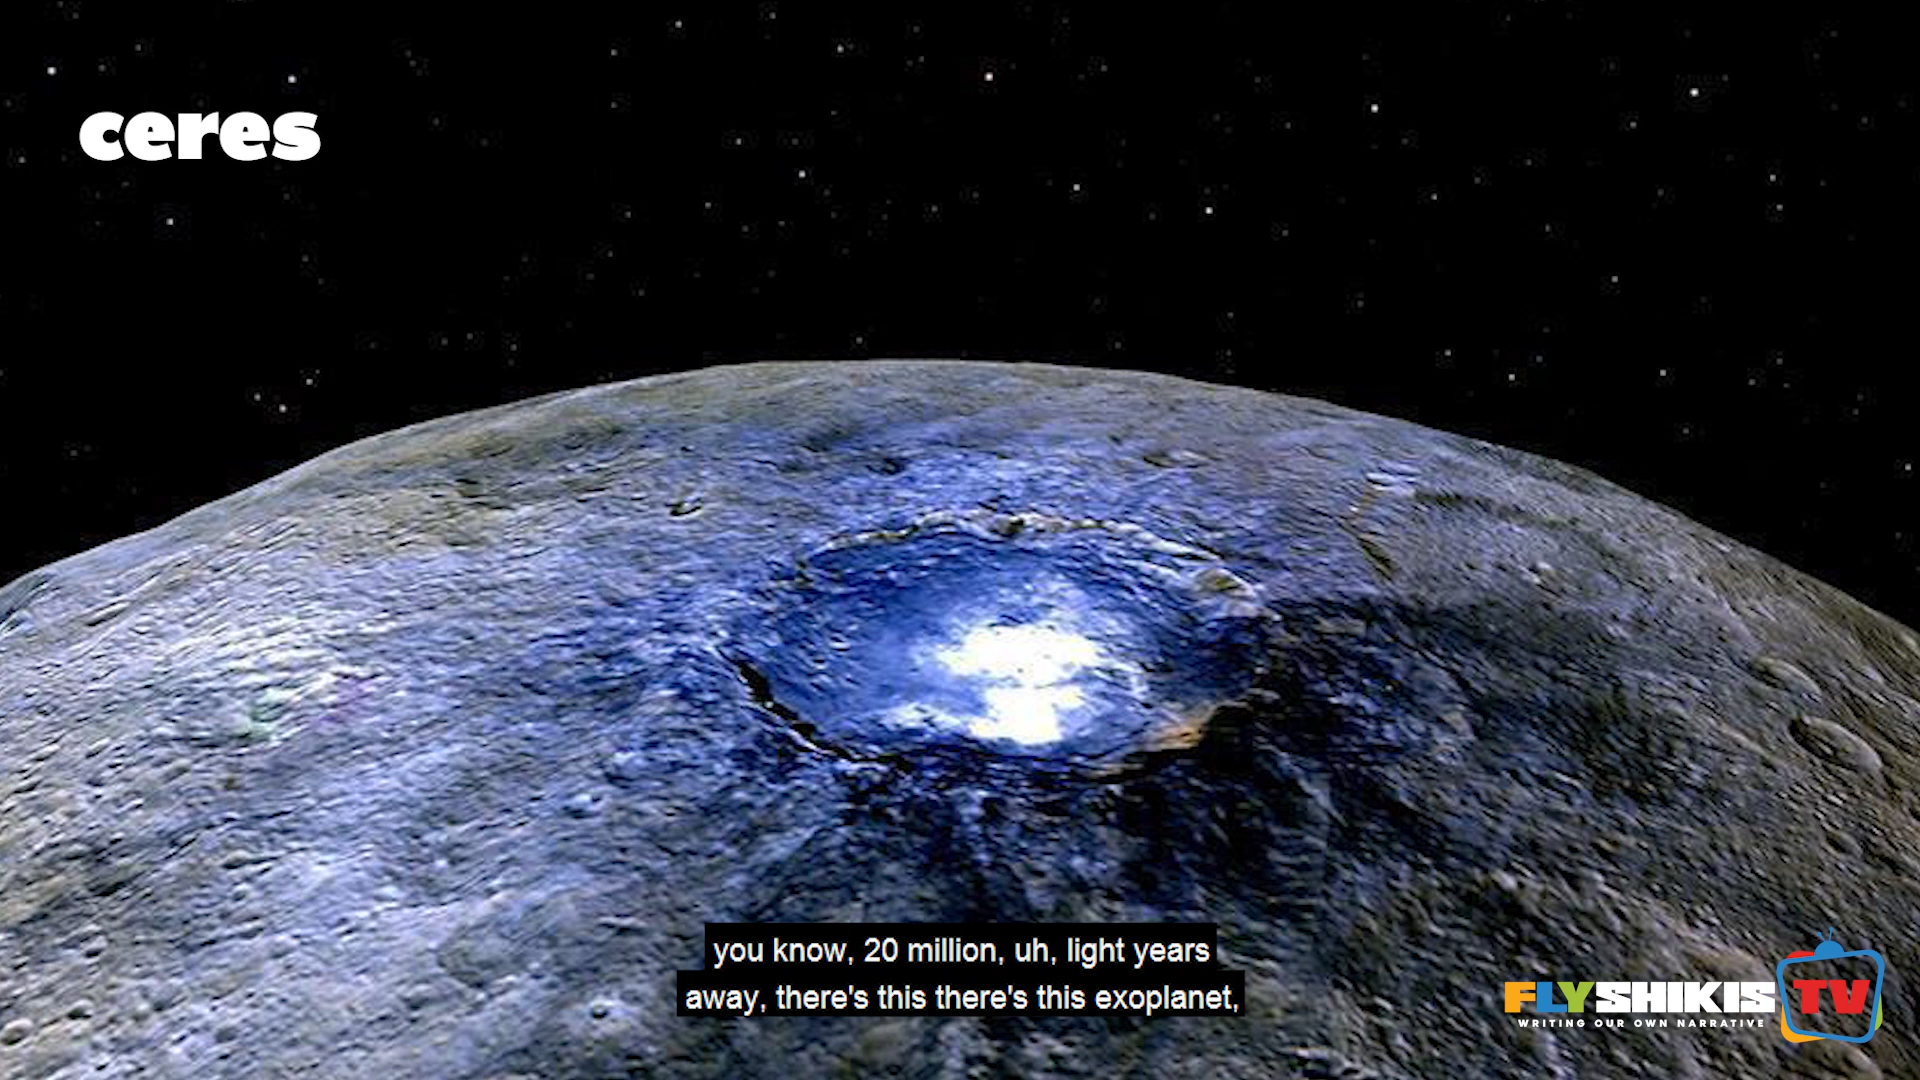 ceres
you know, 20 million, uh, light years
away, there's this there's this exoplanet,
FLYSHIKIS TV
WRITING OUR OWN NARRATIVE